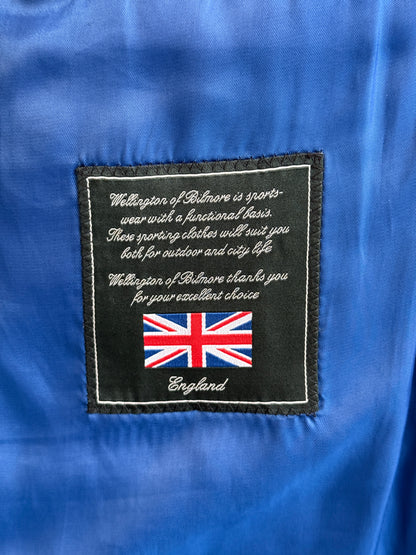 Wellington of Bilmore is sports-
wear with a functional basis.
These sporting clothes will suit you
both for outdoor and city life
Wellington of Bilmore thanks you
for your excellent choice
England